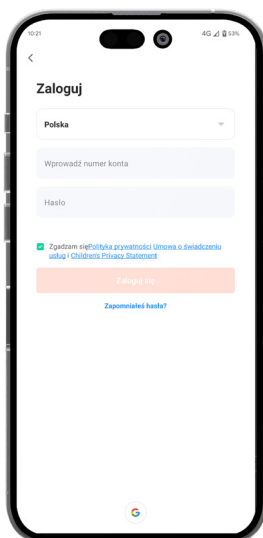 10:21
4G 53%
Zaloguj
Polska
Wprowadź numer konta
Hasło
Zgadzam sięPolityka prywatności Umowa o świadczeniu
usług i Children's Privacy Statement
Zaloguj się
Zapomniałeś hasła?
G